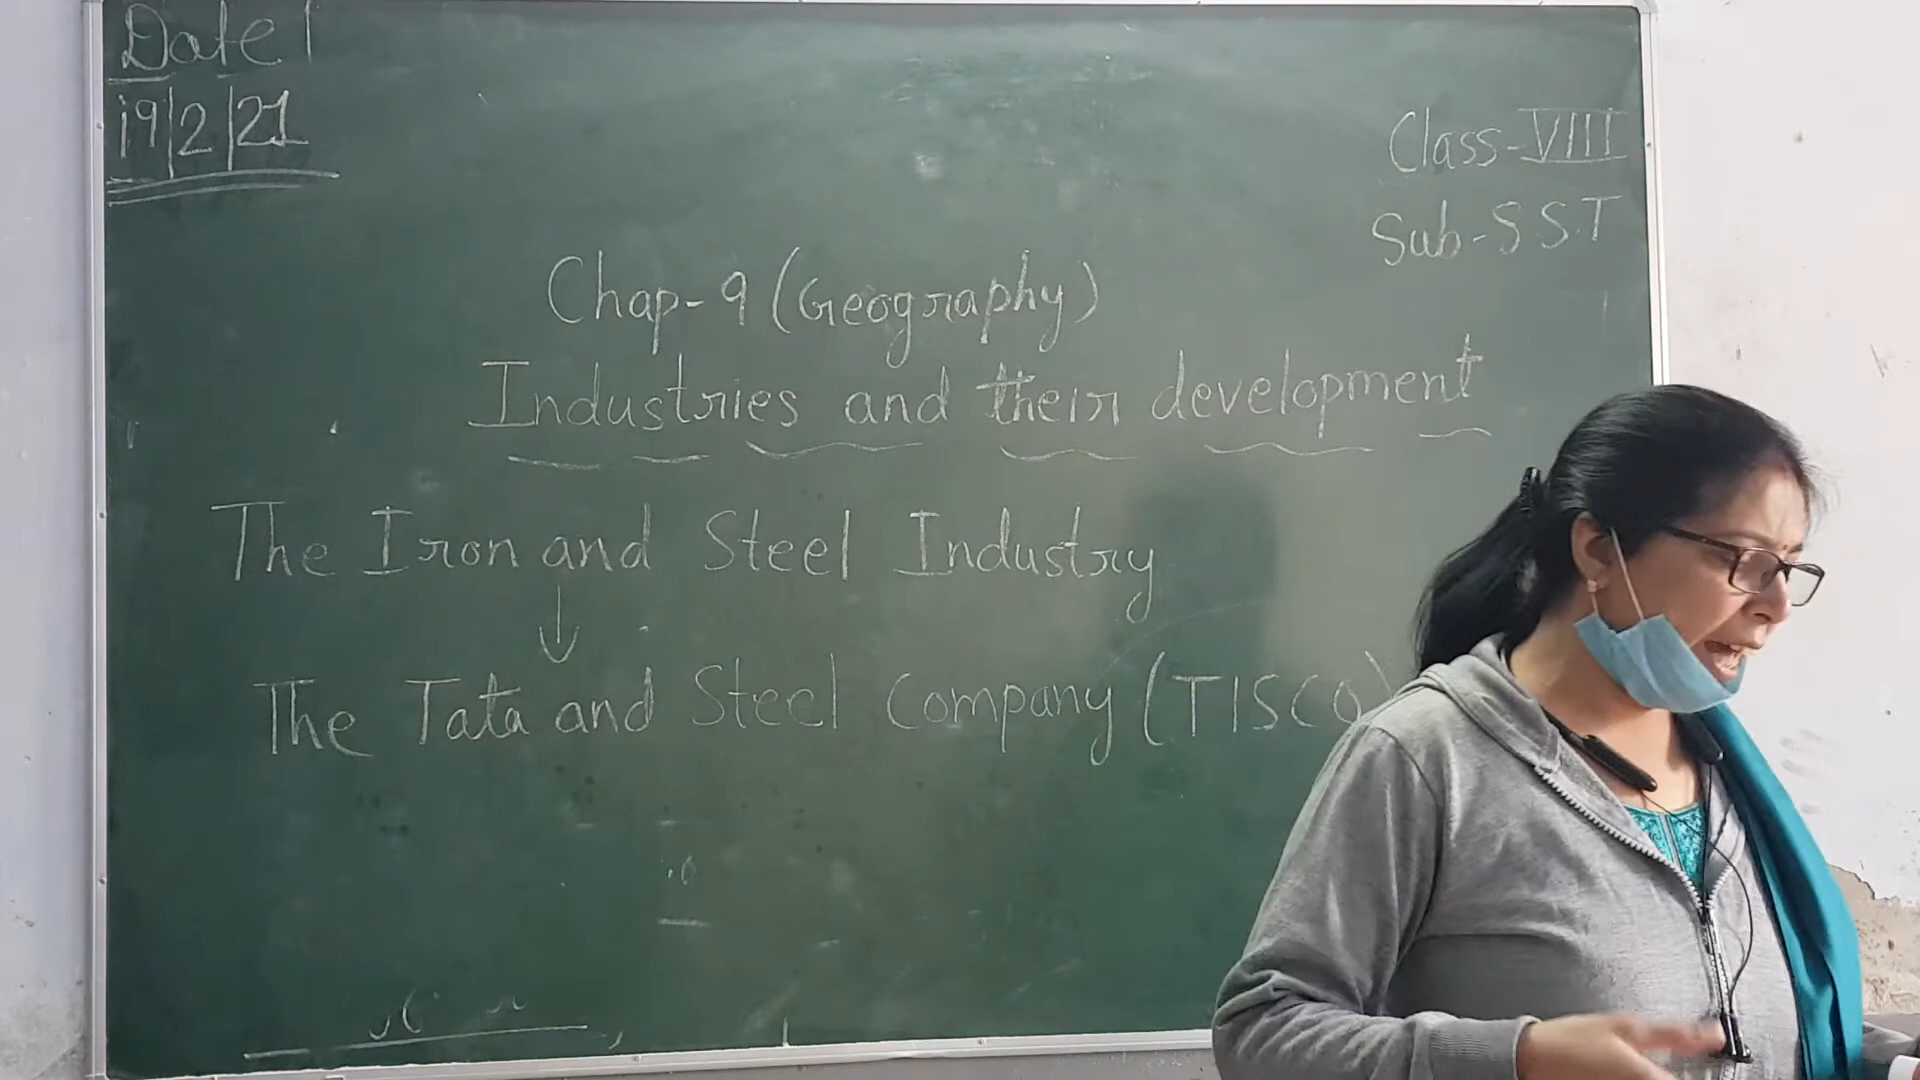 Date
19/2/21
Class-VIII
Sub-S.S.T
Chap-9 (Geography)
Industries and their development
The Iron and Steel Industry
↓
The Tata and Steel Company (TISCO)